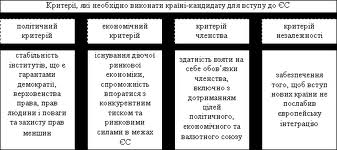 Критерії, які необхідно виконати країні-кандидату для вступу до ЄС
політичний
критерій
економічний
критерій
критерій
членства
критерій
незалежності
стабільність
інститутів, що є
гарантами
демократії,
верховенства
права, прав
людини і поваги
та захисту прав
меншин
існування діючої
ринкової
економіки,
спроможність
впоратися з
конкурентним
тиском та
ринковими
силами в межах
ЄС
здатність взяти на
себе обов'язки
членства,
включно з
дотриманням
цілей
політичного,
економічного та
валютного союзу
забезпечення
того, щоб вступ
нових країни не
послабив
європейську
інтеграцію